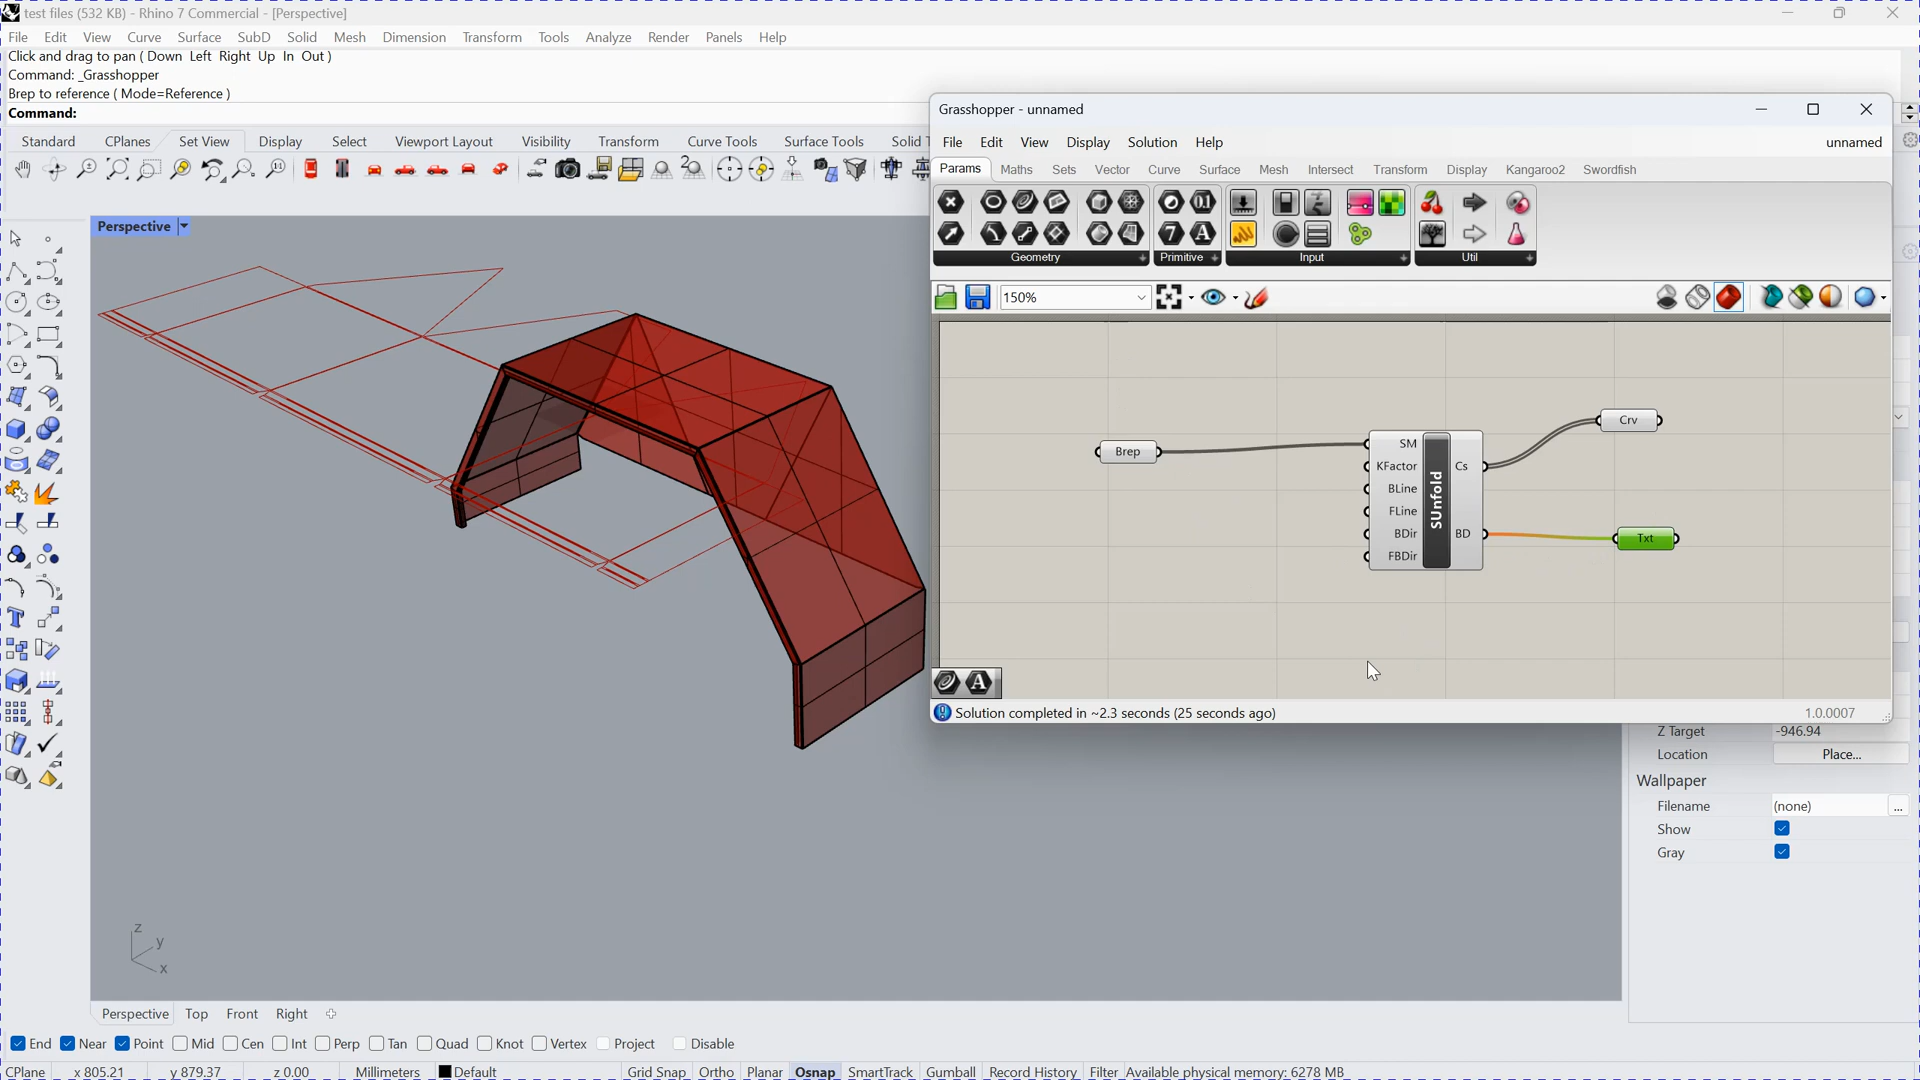 test files (532 KB) - Rhino 7 Commercial - [Perspective]
File Edit View Curve Surface SubD Solid Mesh Dimension Transform Tools Analyze Render Panels Help
Click and drag to pan ( Down Left Right Up In Out )
Command: _Grasshopper
Brep to reference ( Mode=Reference )
Command:
Standard CPlanes Set View Display Select Viewport Layout Visibility Transform Curve Tools Surface Tools Solid T
Perspective
Grasshopper - unnamed
File Edit View Display Solution Help unnamed
Params Maths Sets Vector Curve Surface Mesh Intersect Transform Display Kangaroo2 Swordfish
Geometry Primitive Input Util
150%
Brep
SM
KFactor
BLine
FLine
BDir
FBDir
SUnfold
Cs
BD
Crv
Txt
Solution completed in ~2.3 seconds (25 seconds ago) 1.0.0007
Z Target -946.94
Location Place...
Wallpaper
Filename (none) ...
Show
Gray
z
y
x
Perspective Top Front Right
End Near Point Mid Cen Int Perp Tan Quad Knot Vertex Project Disable
CPlane x 805.21 y 879.37 z 0.00 Millimeters Default Grid Snap Ortho Planar Osnap SmartTrack Gumball Record History Filter Available physical memory: 6278 MB